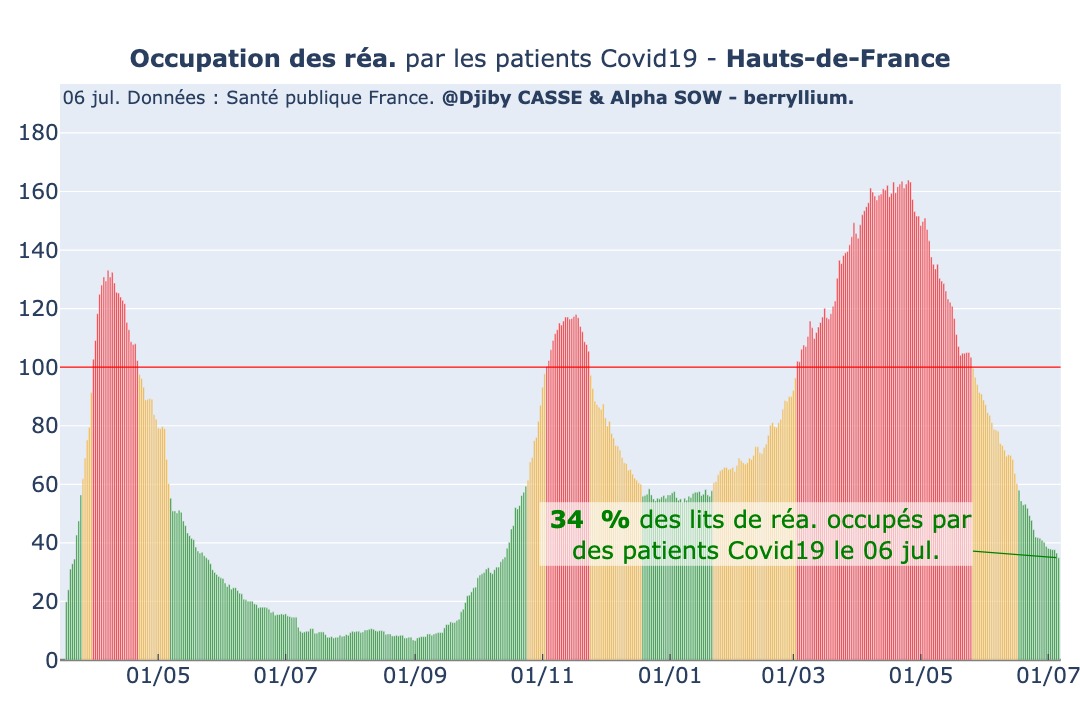 Occupation des réa. par les patients Covid19 - Hauts-de-France
06 jul. Données : Santé publique France. @Djiby CASSE & Alpha SOW - berryllium.
180
160
140
120
100
80
60
34  % des lits de réa. occupés par
des patients Covid19 le 06 jul.
40
20
0
01/05 01/07 01/09 01/11 01/01 01/03 01/05 01/07